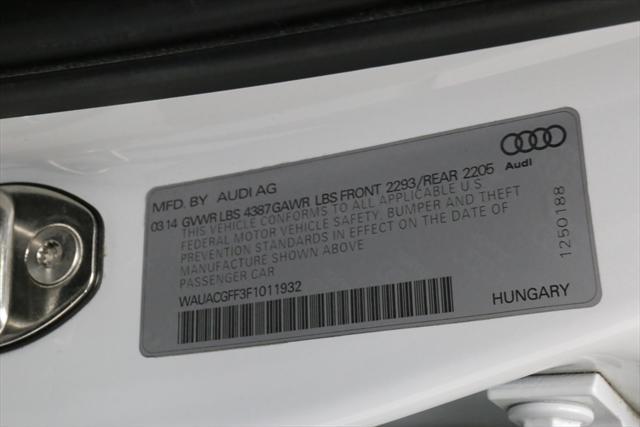 MFD. BY AUDI AG
03.14 GVWR LBS 4387 GAWR LBS FRONT 2293/REAR 2205
THIS VEHICLE CONFORMS TO ALL APPLICABLE U.S
FEDERAL MOTOR VEHICLE SAFETY, BUMPER AND THEFT
PREVENTION STANDARDS IN EFFECT ON THE DATE OF
MANUFACTURE SHOWN ABOVE
PASSENGER CAR
WAUACGFF3F1011932
HUNGARY
Audi
1250188